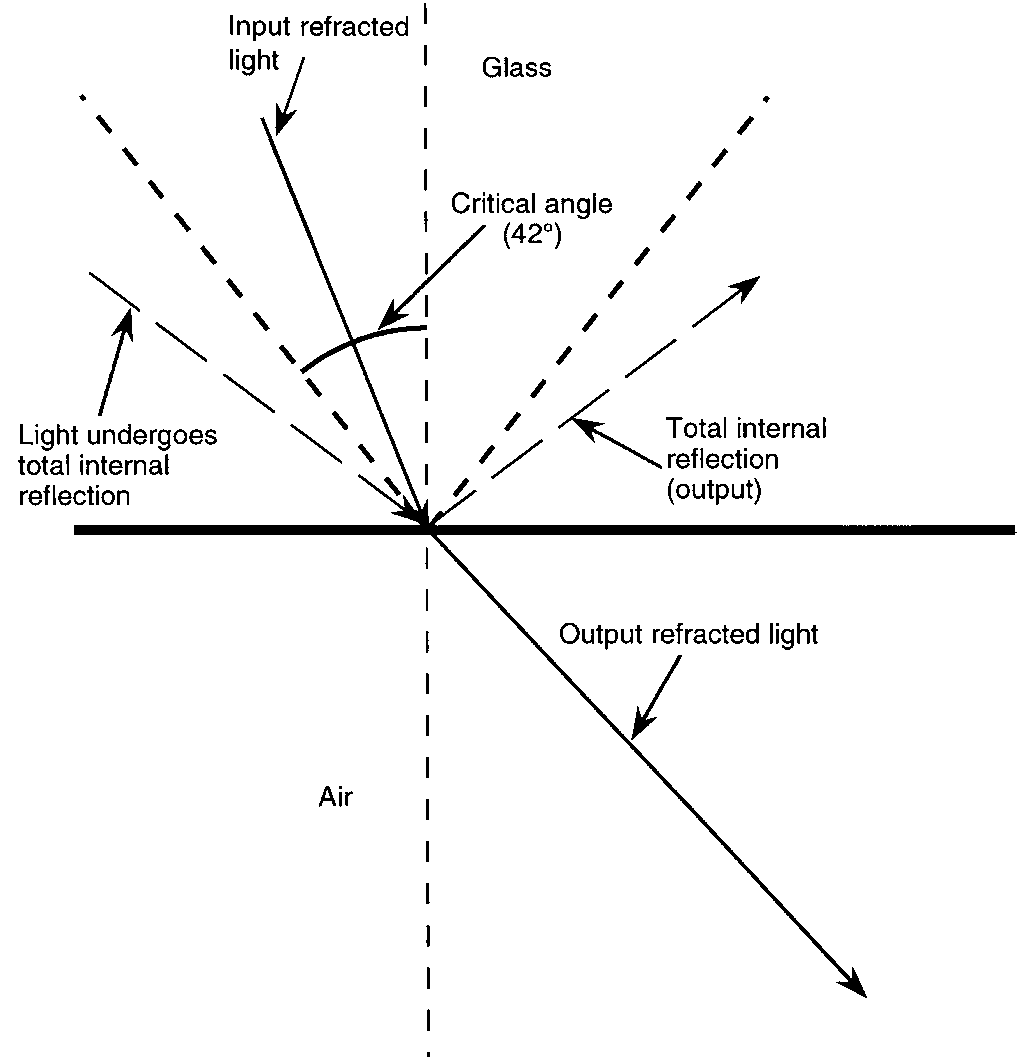 Input refracted
light
Glass
Critical angle
(42°)
Light undergoes
total internal
reflection
Total internal
reflection
(output)
Output refracted light
Air